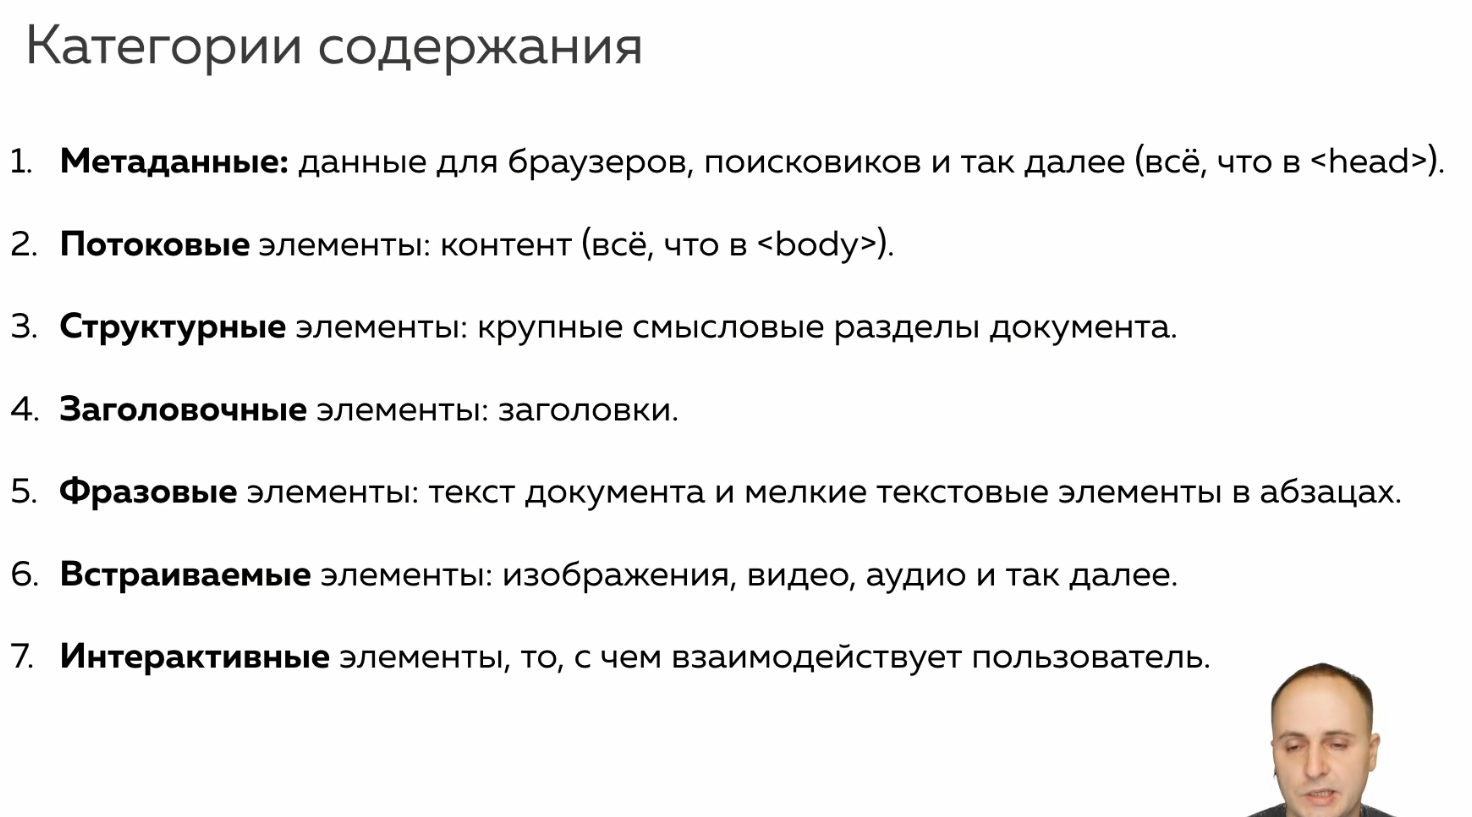 Категории содержания
1. Метаданные: данные для браузеров, поисковиков и так далее (всё, что в <head>).
2. Потоковые элементы: контент (всё, что в <body>).
3. Структурные элементы: крупные смысловые разделы документа.
4. Заголовочные элементы: заголовки.
5. Фразовые элементы: текст документа и мелкие текстовые элементы в абзацах.
6. Встраиваемые элементы: изображения, видео, аудио и так далее.
7. Интерактивные элементы, то, с чем взаимодействует пользователь.